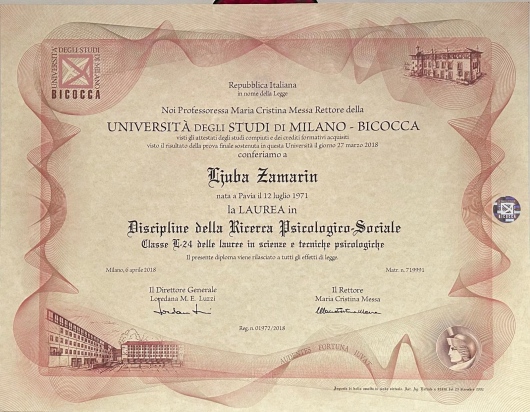 UNIVERSITÀ DEGLI STUDI DI MILANO
BICOCCA
Repubblica Italiana
in nome della Legge
Noi Professoressa Maria Cristina Messa Rettore della
UNIVERSITÀ DEGLI STUDI DI MILANO - BICOCCA
visti gli attestati degli studi compiuti e dei crediti formativi acquisiti
visto il risultato della prova finale sostenuta in questa Università il giorno 27 marzo 2018
conferiamo a
Ljuba Zamarin
nata a Pavia il 12 luglio 1971
la LAUREA in
Discipline della Ricerca Psicologico-Sociale
Classe L-24 delle lauree in scienze e tecniche psicologiche
Il presente diploma viene rilasciato a tutti gli effetti di legge.
Milano, 6 aprile 2018
Matr. n. 719991
Il Direttore Generale
Loredana M. E. Luzzi
Il Rettore
Maria Cristina Messa
Reg. n. 01972/2018
AUDENTES FORTUNA IUVAT
BICOCCA